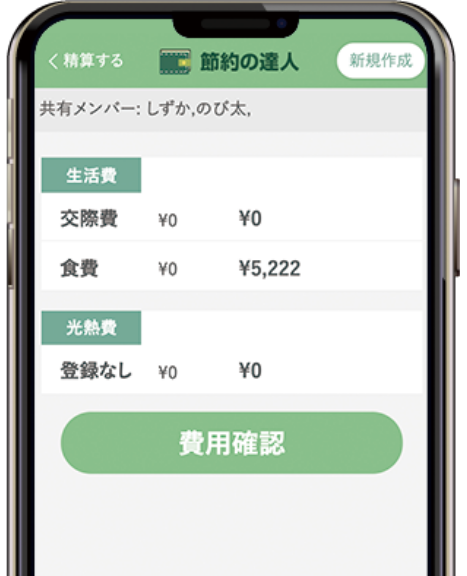 く精算する 節約の達人 新規作成
共有メンバー: しずか,のび太,
生活費
交際費 ¥0 ¥0
食費 ¥0 ¥5,222
光熱費
登録なし ¥0 ¥0
費用確認